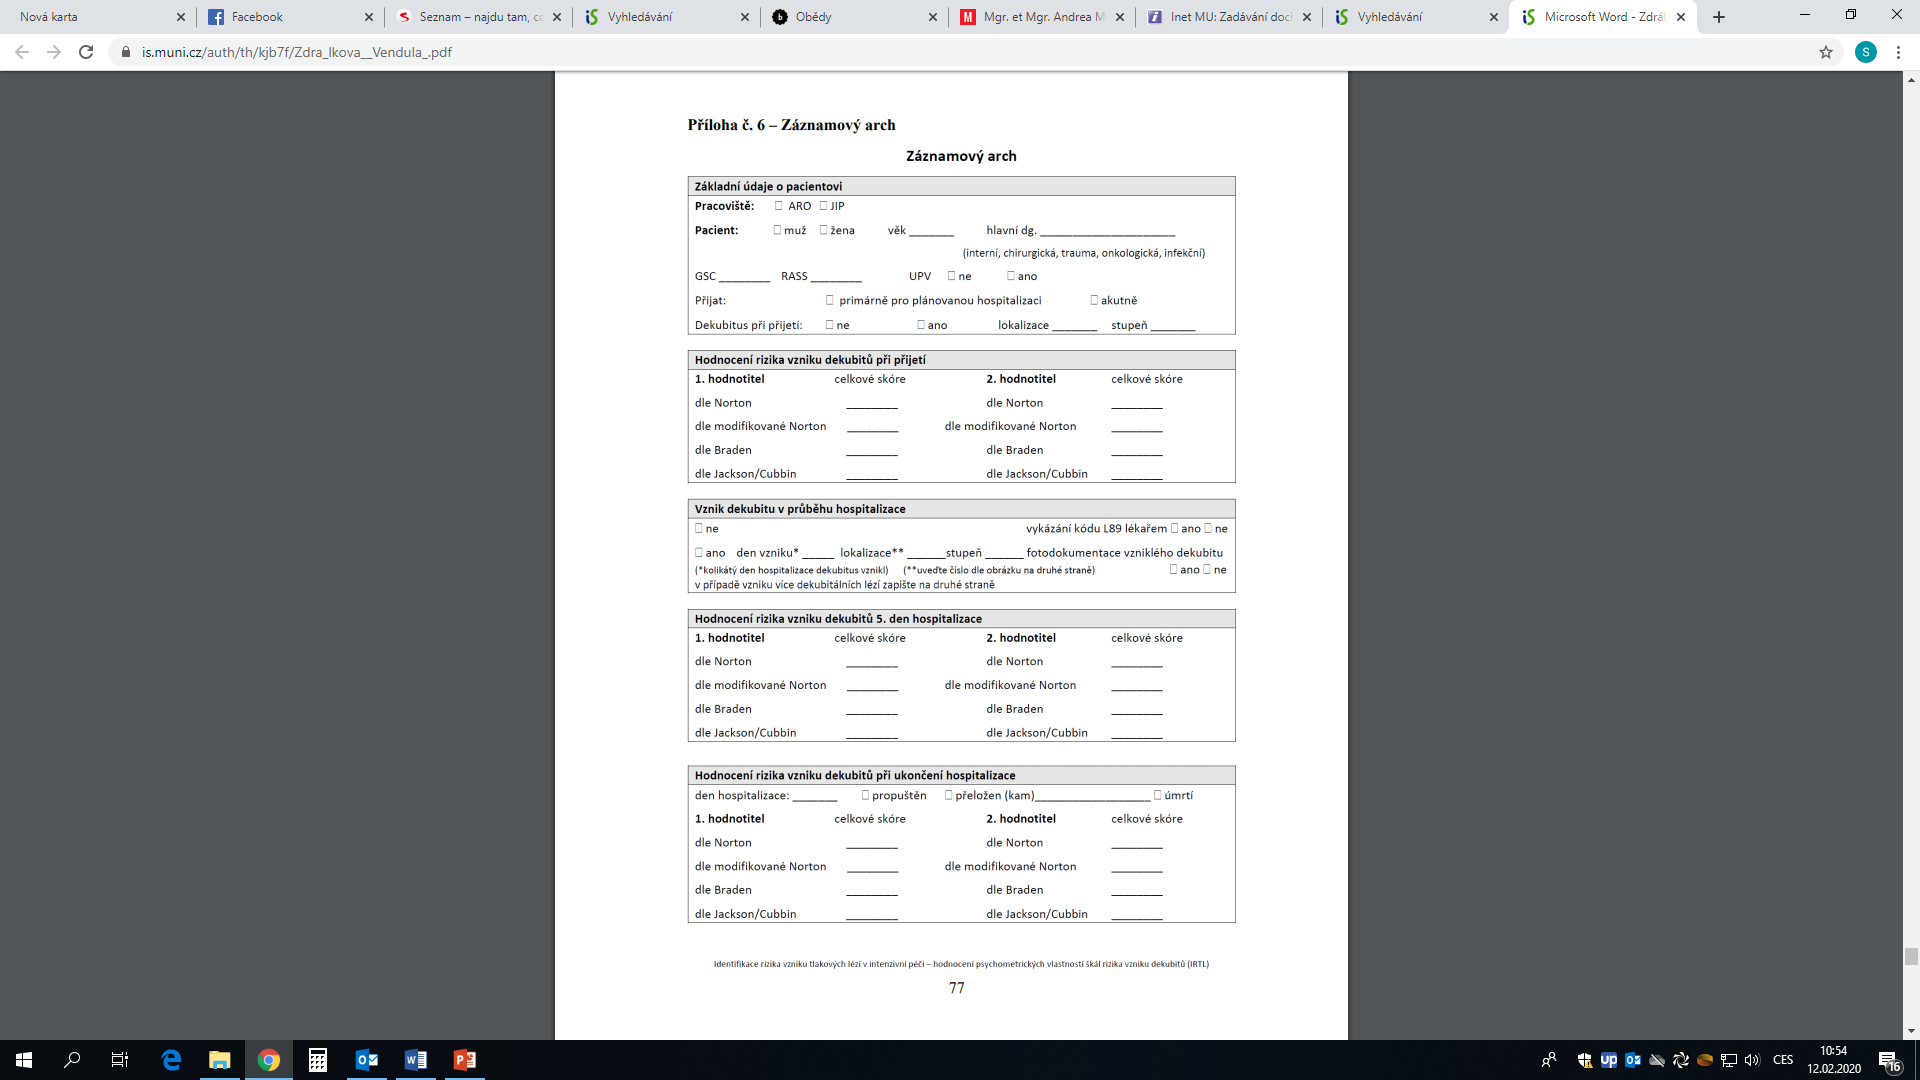 Nová karta
Facebook
Seznam – najdu tam, co
Vyhledávání
Obědy
Mgr. et Mgr. Andrea M
Inet MU: Zadávání doch
Vyhledávání
Microsoft Word - Zdrál
is.muni.cz/auth/th/kjb7f/Zdra_lkova__Vendula_.pdf
S
Příloha č. 6 – Záznamový arch
Záznamový arch
Základní údaje o pacientovi
Pracoviště: ☐ ARO ☐ JIP
Pacient: ☐ muž ☐ žena věk _______ hlavní dg. _____________________
(interní, chirurgická, trauma, onkologická, infekční)
GSC ________ RASS ________ UPV ☐ ne ☐ ano
Přijat: ☐ primárně pro plánovanou hospitalizaci ☐ akutně
Dekubitus při přijetí: ☐ ne ☐ ano lokalizace _______ stupeň _______
Hodnocení rizika vzniku dekubitů při přijetí
1. hodnotitel celkové skóre 2. hodnotitel celkové skóre
dle Norton ________ dle Norton ________
dle modifikované Norton ________ dle modifikované Norton ________
dle Braden ________ dle Braden ________
dle Jackson/Cubbin ________ dle Jackson/Cubbin ________
Vznik dekubitu v průběhu hospitalizace
☐ ne vykázání kódu L89 lékařem ☐ ano ☐ ne
☐ ano den vzniku* _____ lokalizace** ______stupeň ______ fotodokumentace vzniklého dekubitu
(*kolikátý den hospitalizace dekubitus vznikl) (**uveďte číslo dle obrázku na druhé straně) ☐ ano ☐ ne
v případě vzniku více dekubitálních lézí zapište na druhé straně
Hodnocení rizika vzniku dekubitů 5. den hospitalizace
1. hodnotitel celkové skóre 2. hodnotitel celkové skóre
dle Norton ________ dle Norton ________
dle modifikované Norton ________ dle modifikované Norton ________
dle Braden ________ dle Braden ________
dle Jackson/Cubbin ________ dle Jackson/Cubbin ________
Hodnocení rizika vzniku dekubitů při ukončení hospitalizace
den hospitalizace: _______ ☐ propuštěn ☐ přeložen (kam)__________________ ☐ úmrtí
1. hodnotitel celkové skóre 2. hodnotitel celkové skóre
dle Norton ________ dle Norton ________
dle modifikované Norton ________ dle modifikované Norton ________
dle Braden ________ dle Braden ________
dle Jackson/Cubbin ________ dle Jackson/Cubbin ________
Identifikace rizika vzniku tlakových lézí v intenzivní péči – hodnocení psychometrických vlastností škál rizika vzniku dekubitů (IRTL)
77
CES
10:54
12.02.2020
16